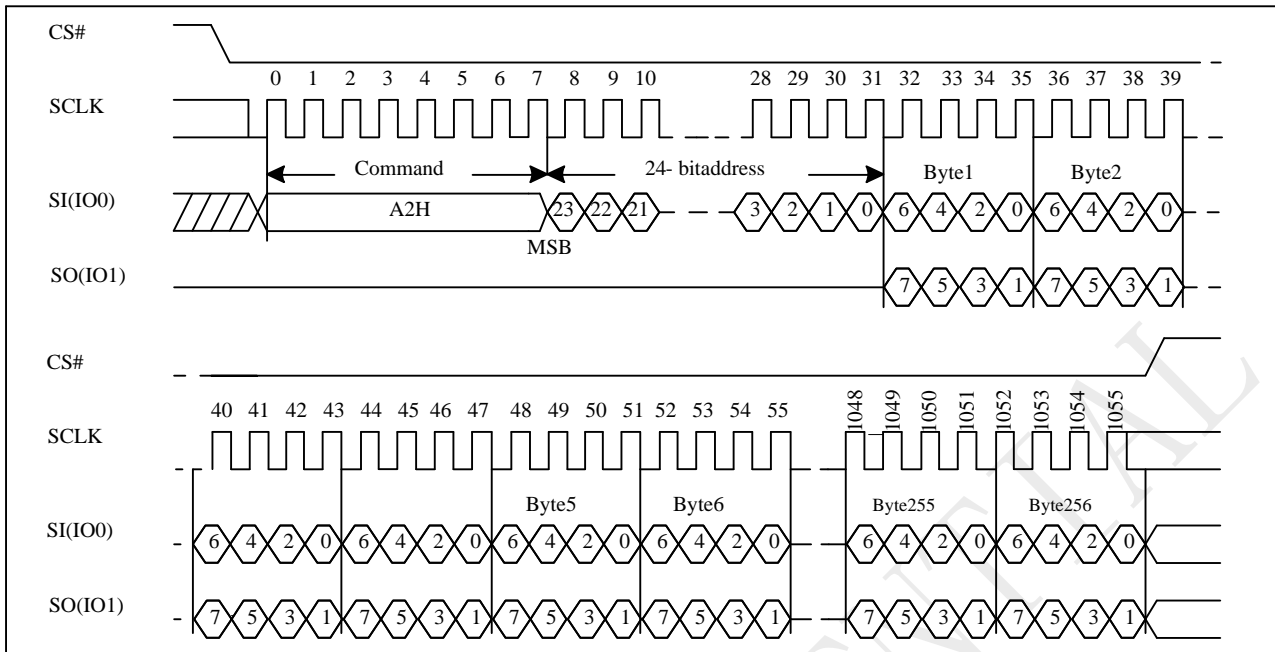 CS#
0 1 2 3 4 5 6 7 8 9 10 28 29 30 31 32 33 34 35 36 37 38 39
SCLK
Command 24- bitaddress Byte1 Byte2
SI(IO0) A2H 23 22 21 3 2 1 0 6 4 2 0 6 4 2 0
MSB
SO(IO1) 7 5 3 1 7 5 3 1
CS#
40 41 42 43 44 45 46 47 48 49 50 51 52 53 54 55 1048 1049 1050 1051 1052 1053 1054 1055
SCLK
Byte5 Byte6 Byte255 Byte256
SI(IO0) 6 4 2 0 6 4 2 0 6 4 2 0 6 4 2 0 6 4 2 0 6 4 2 0
SO(IO1) 7 5 3 1 7 5 3 1 7 5 3 1 7 5 3 1 7 5 3 1 7 5 3 1
NTIAL